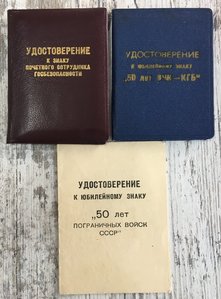 УДОСТОВЕРЕНИЕ
К ЗНАКУ
ПОЧЕТНОГО СОТРУДНИКА
ГОСБЕЗОПАСНОСТИ
УДОСТОВЕРЕНИЕ
К ЮБИЛЕЙНОМУ ЗНАКУ
„50 лет ВЧК—КГБ"
УДОСТОВЕРЕНИЕ
К ЮБИЛЕЙНОМУ ЗНАКУ
„50 лет
ПОГРАНИЧНЫХ ВОЙСК
СССР"